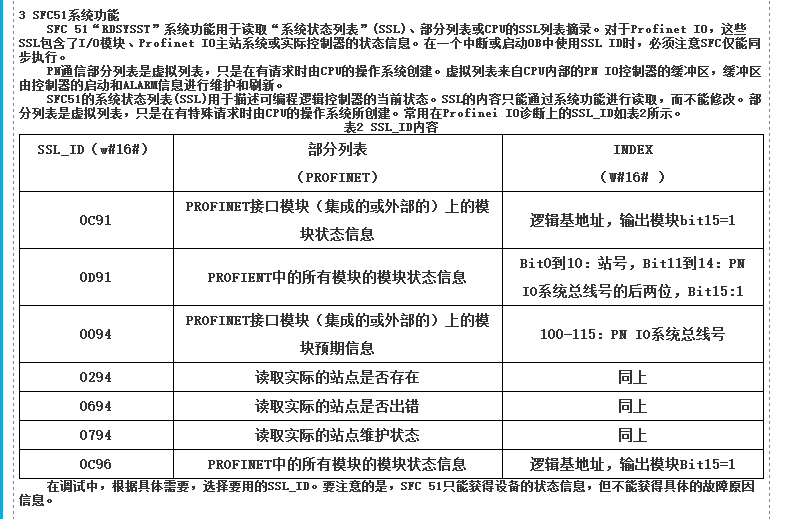 3 SFC51系统功能
SFC 51“RDSYSST”系统功能用于读取“系统状态列表”(SSL)、部分列表或CPU的SSL列表摘录。对于Profinet IO，这些
SSL包含了I/O模块、Profinet IO主站系统或实际控制器的状态信息。在一个中断或启动OB中使用SSL ID时，必须注意SFC仅能同
步执行。
PN通信部分列表是虚拟列表，只是在有请求时由CPU的操作系统创建。虚拟列表来自CPU内部的PN IO控制器的缓冲区，缓冲区
由控制器的启动和ALARM信息进行维护和刷新。
SFC51的系统状态列表(SSL)用于描述可编程逻辑控制器的当前状态。SSL的内容只能通过系统功能进行读取，而不能修改。部
分列表是虚拟列表，只是在有特殊请求时由CPU的操作系统所创建。常用在Profinei IO诊断上的SSL_ID如表2所示。
表2 SSL_ID内容
SSL_ID（w#16#） 部分列表 INDEX
（PROFINET） （W#16# ）
0C91 PROFINET接口模块（集成的或外部的）上的模 逻辑基地址，输出模块bit15=1
块状态信息
0D91 PROFIENT中的所有模块的模块状态信息 Bit0到10：站号，Bit11到14：PN
IO系统总线号的后两位，Bit15:1
0094 PROFINET接口模块（集成的或外部的）上的模 100-115：PN IO系统总线号
块预期信息
0294 读取实际的站点是否存在 同上
0694 读取实际的站点是否出错 同上
0794 读取实际的站点维护状态 同上
0C96 PROFINET中的所有模块的模块状态信息 逻辑基地址，输出模块Bit15=1
在调试中，根据具体需要，选择要用的SSL_ID。要注意的是，SFC 51只能获得设备的状态信息，但不能获得具体的故障原因
信息。